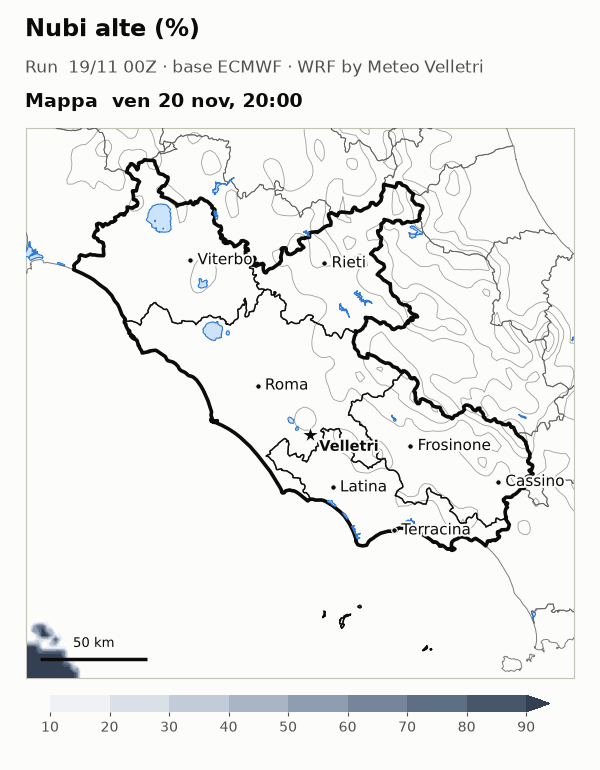 Nubi alte (%)
Run  19/11 00Z · base ECMWF · WRF by Meteo Velletri
Mappa  ven 20 nov, 20:00
Viterbo
Rieti
Roma
Velletri
Frosinone
Cassino
Latina
Terracina
50 km
10 20 30 40 50 60 70 80 90